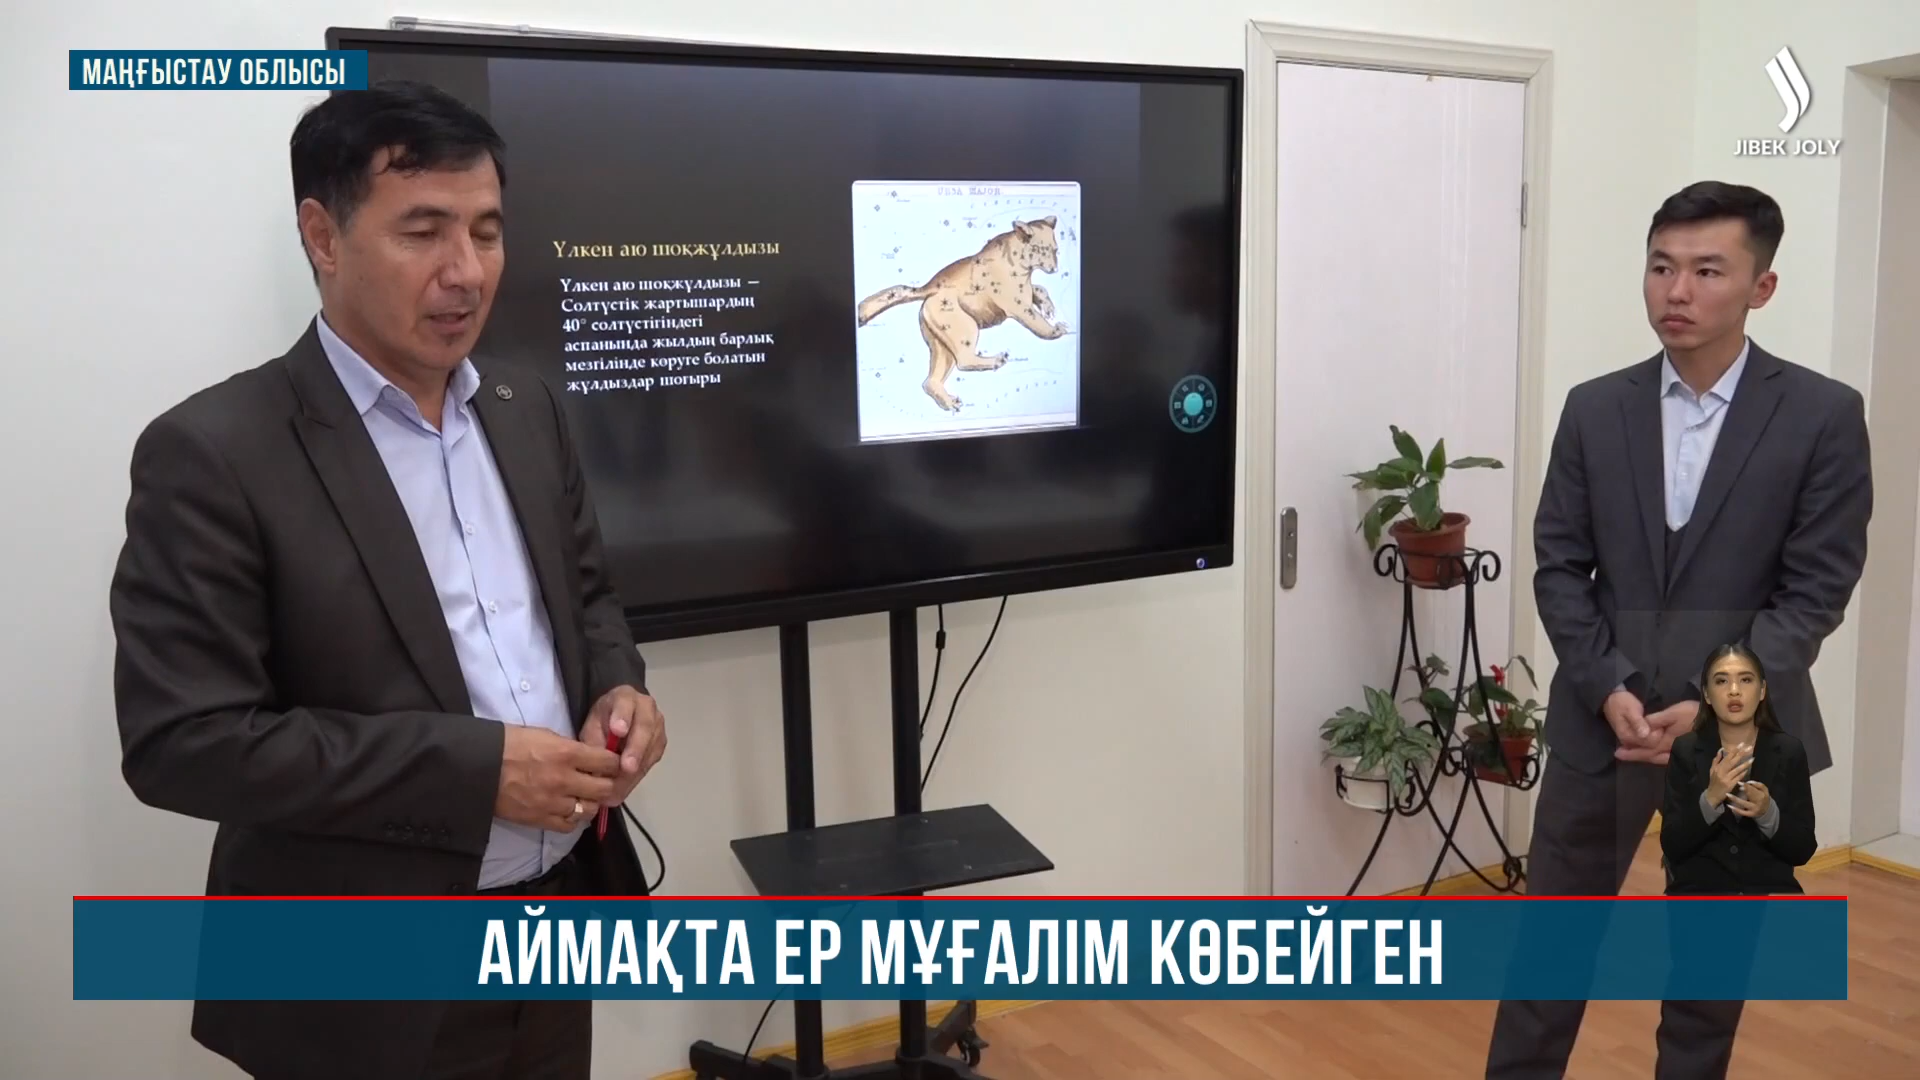 МАҢҒЫСТАУ ОБЛЫСЫ
JIBEK JOLY
URSA MAJOR
Үлкен аю шоқжұлдызы
Үлкен аю шоқжұлдызы —
Солтүстік жартышардың
40° солтүстігіндегі
аспанында жылдың барлық
мезгілінде көруге болатын
жұлдыздар шоғыры
АЙМАҚТА ЕР МҰҒАЛІМ КӨБЕЙГЕН